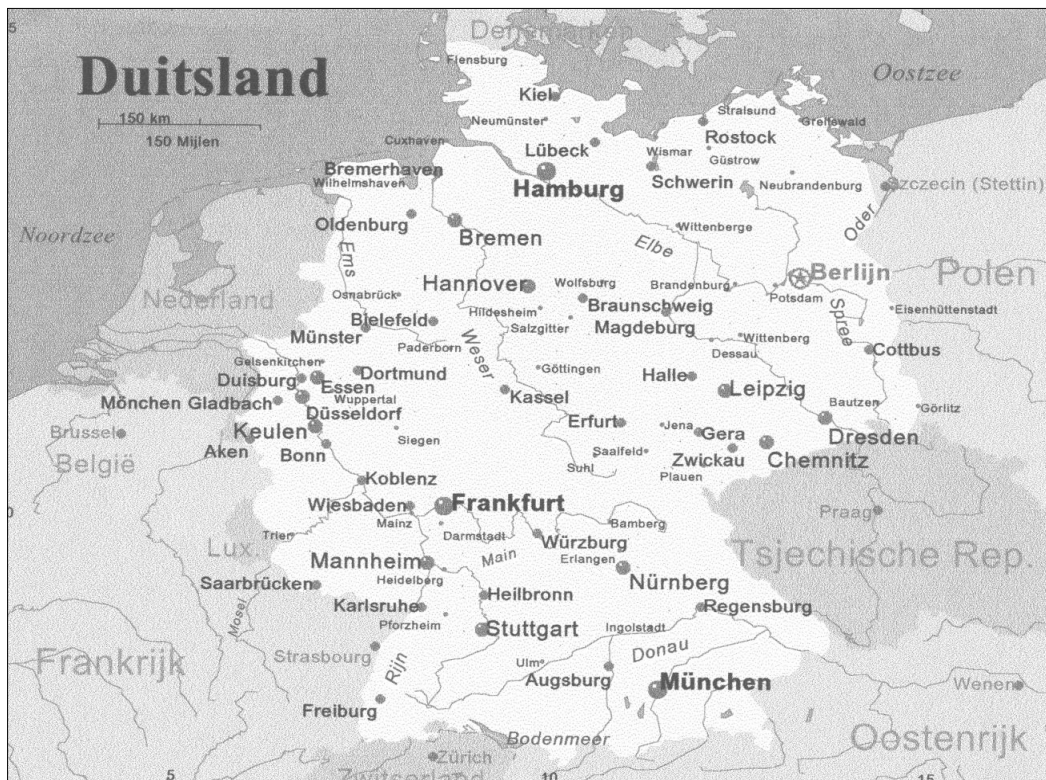 5
Denemarken
Flensburg
Duitsland
Oostzee
Kiel
150 km
Stralsund
Neumünster
Greifswald
150 Mijlen
Cuxhaven
Rostock
Lübeck
Wismar
Güstrow
Bremerhaven
Wilhelmshaven
Hamburg
Schwerin
Neubrandenburg
Szczecin (Stettin)
Oldenburg
Noordzee
Bremen
Wittenberge
Oder
Elbe
Ems
Berlijn
Polen
Nederland
Hannover
Wolfsburg
Brandenburg
Osnabrück
Potsdam
Braunschweig
Hildesheim
Spree
Eisenhüttenstadt
Bielefeld
Salzgitter
Magdeburg
Münster
Weser
Wittenberg
Paderborn
Dessau
Cottbus
Gelsenkirchen
Göttingen
Duisburg
Dortmund
Halle
Essen
Leipzig
Mönchen Gladbach
Wuppertal
Kassel
Bautzen
Görlitz
Düsseldorf
Erfurt
Jena
Brussel
Keulen
Gera
Dresden
Siegen
Aken
Bonn
Saalfeld
Zwickau
Chemnitz
België
Suhl
Plauen
Koblenz
Frankfurt
Wiesbaden
Praag
0
Mainz
Bamberg
Trier
Darmstadt
Würzburg
Lux.
Main
Tsjechische Rep.
Mannheim
Erlangen
Heidelberg
Nürnberg
Saarbrücken
Heilbronn
Mosel
Karlsruhe
Regensburg
Pforzheim
Stuttgart
Ingolstadt
Donau
Strasbourg
Frankrijk
Rijn
Ulm
Augsburg
München
Wenen
Freiburg
Bodenmeer
Oostenrijk
Zürich
Zwitserland
5
10
15